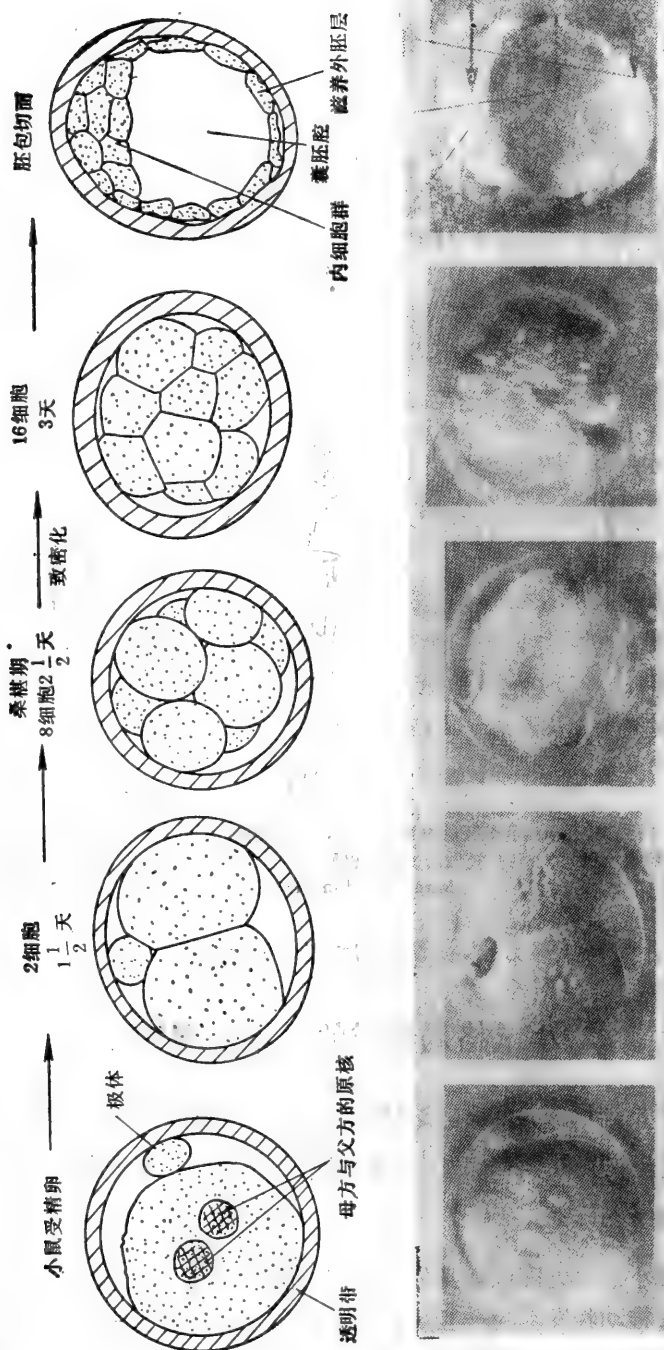 小鼠受精卵
极体
母方与父方的原核
透明带
2细胞
1 1/2 天
桑椹期
8细胞2 1/2 天
致密化
16细胞
3天
胚包切面
内细胞群
囊胚腔
滋养外胚层